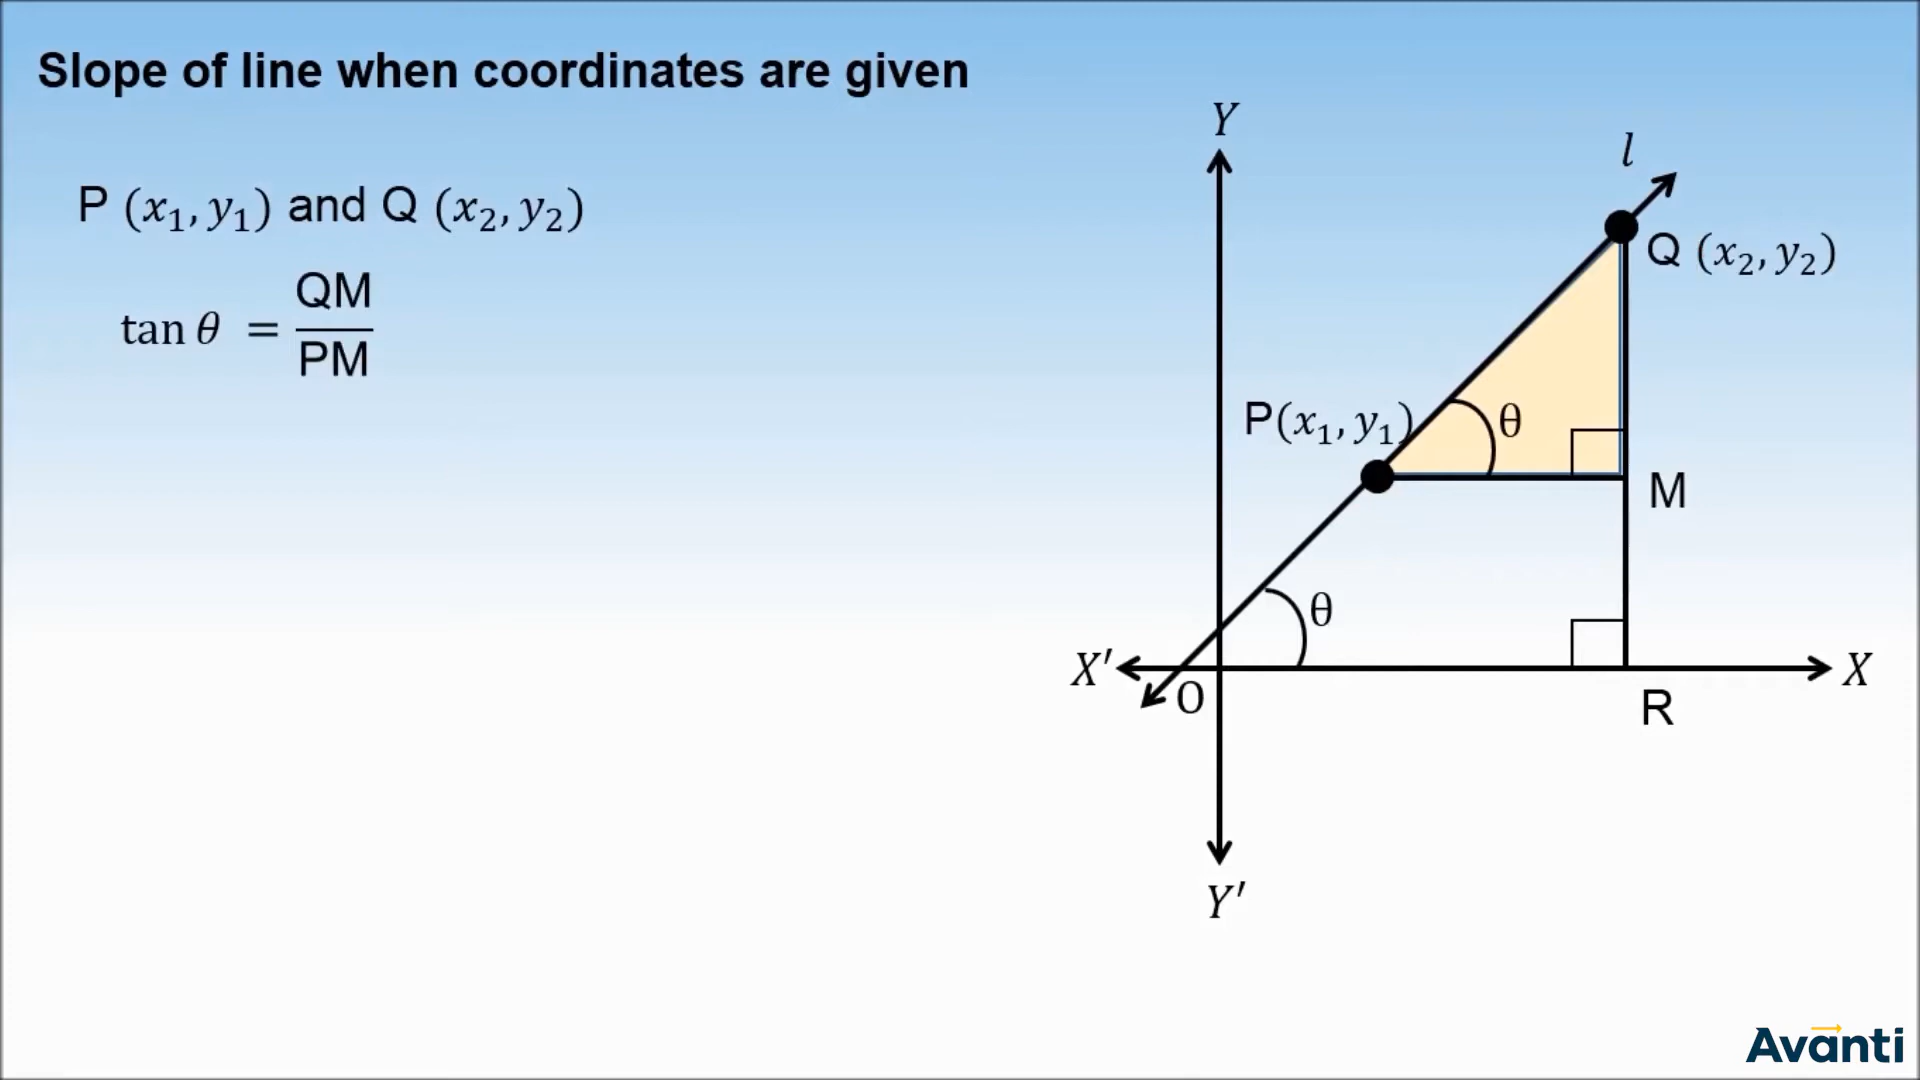 Slope of line when coordinates are given
P (x₁, y₁) and Q (x₂, y₂)
tan θ = QM/PM
Y
l
Q (x₂, y₂)
P(x₁, y₁)
θ
M
θ
X′
X
O
R
Y′
Avanti